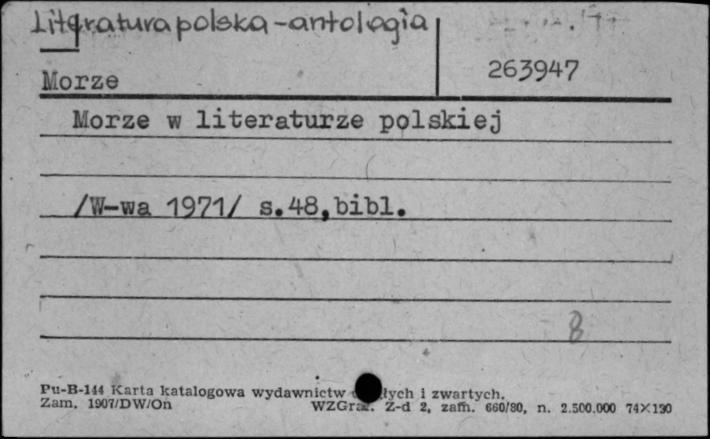 Literatura polska - antologia
Morze
263947
Morze w literaturze polskiej
/W-wa 1971/ s.48,bibl.
8
Pu-B-144 Karta katalogowa wydawnictw i zwartych.
Zam. 1907/DW/On WZGraf. Z-d 2, zam. 660/80, n. 2.500.000 74X130